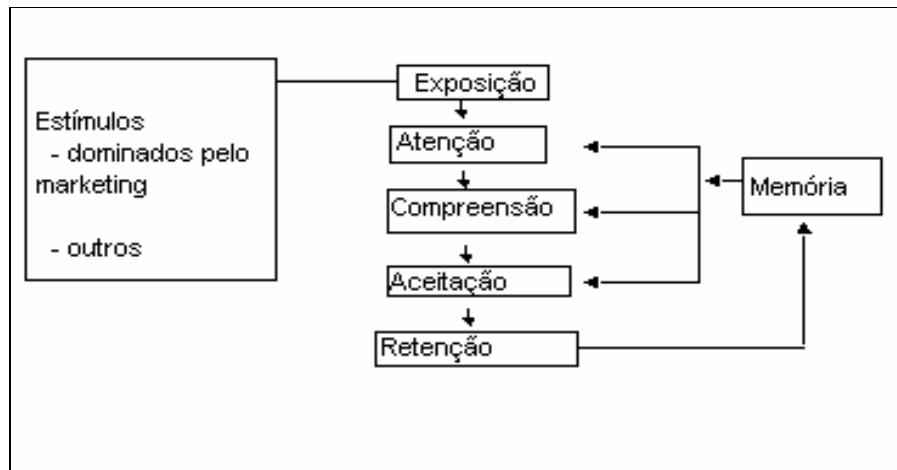 Estímulos
- dominados pelo
marketing
- outros
Exposição
Atenção
Compreensão
Aceitação
Retenção
Memória